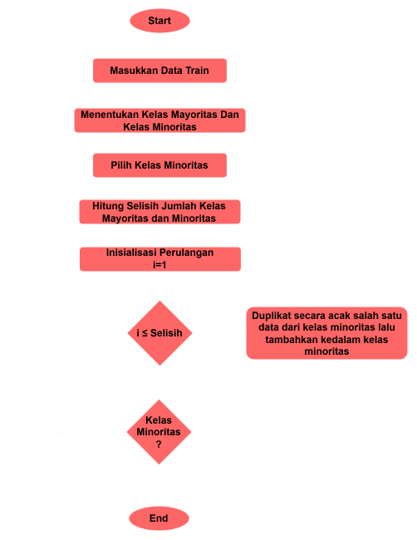 Start
Masukkan Data Train
Menentukan Kelas Mayoritas Dan
Kelas Minoritas
Pilih Kelas Minoritas
Hitung Selisih Jumlah Kelas
Mayoritas dan Minoritas
Inisialisasi Perulangan
i=1
i ≤ Selisih
Duplikat secara acak salah satu
data dari kelas minoritas lalu
tambahkan kedalam kelas
minoritas
Kelas
Minoritas
?
End